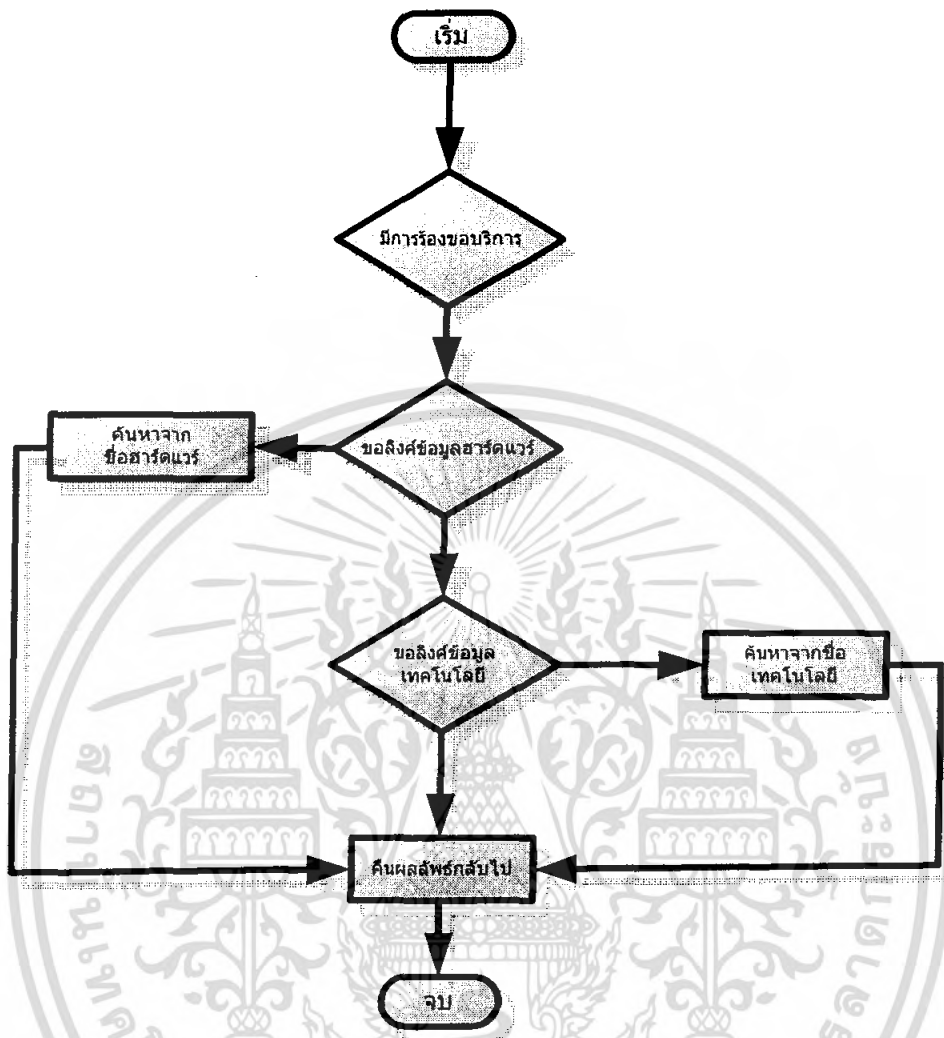 เริ่ม
มีการร้องขอบริการ
ขอลิงค์ข้อมูลฮาร์ดแวร์
ค้นหาจาก
ชื่อฮาร์ดแวร์
ขอลิงค์ข้อมูล
เทคโนโลยี
ค้นหาจากชื่อ
เทคโนโลยี
คืนผลลัพธ์กลับไป
จบ